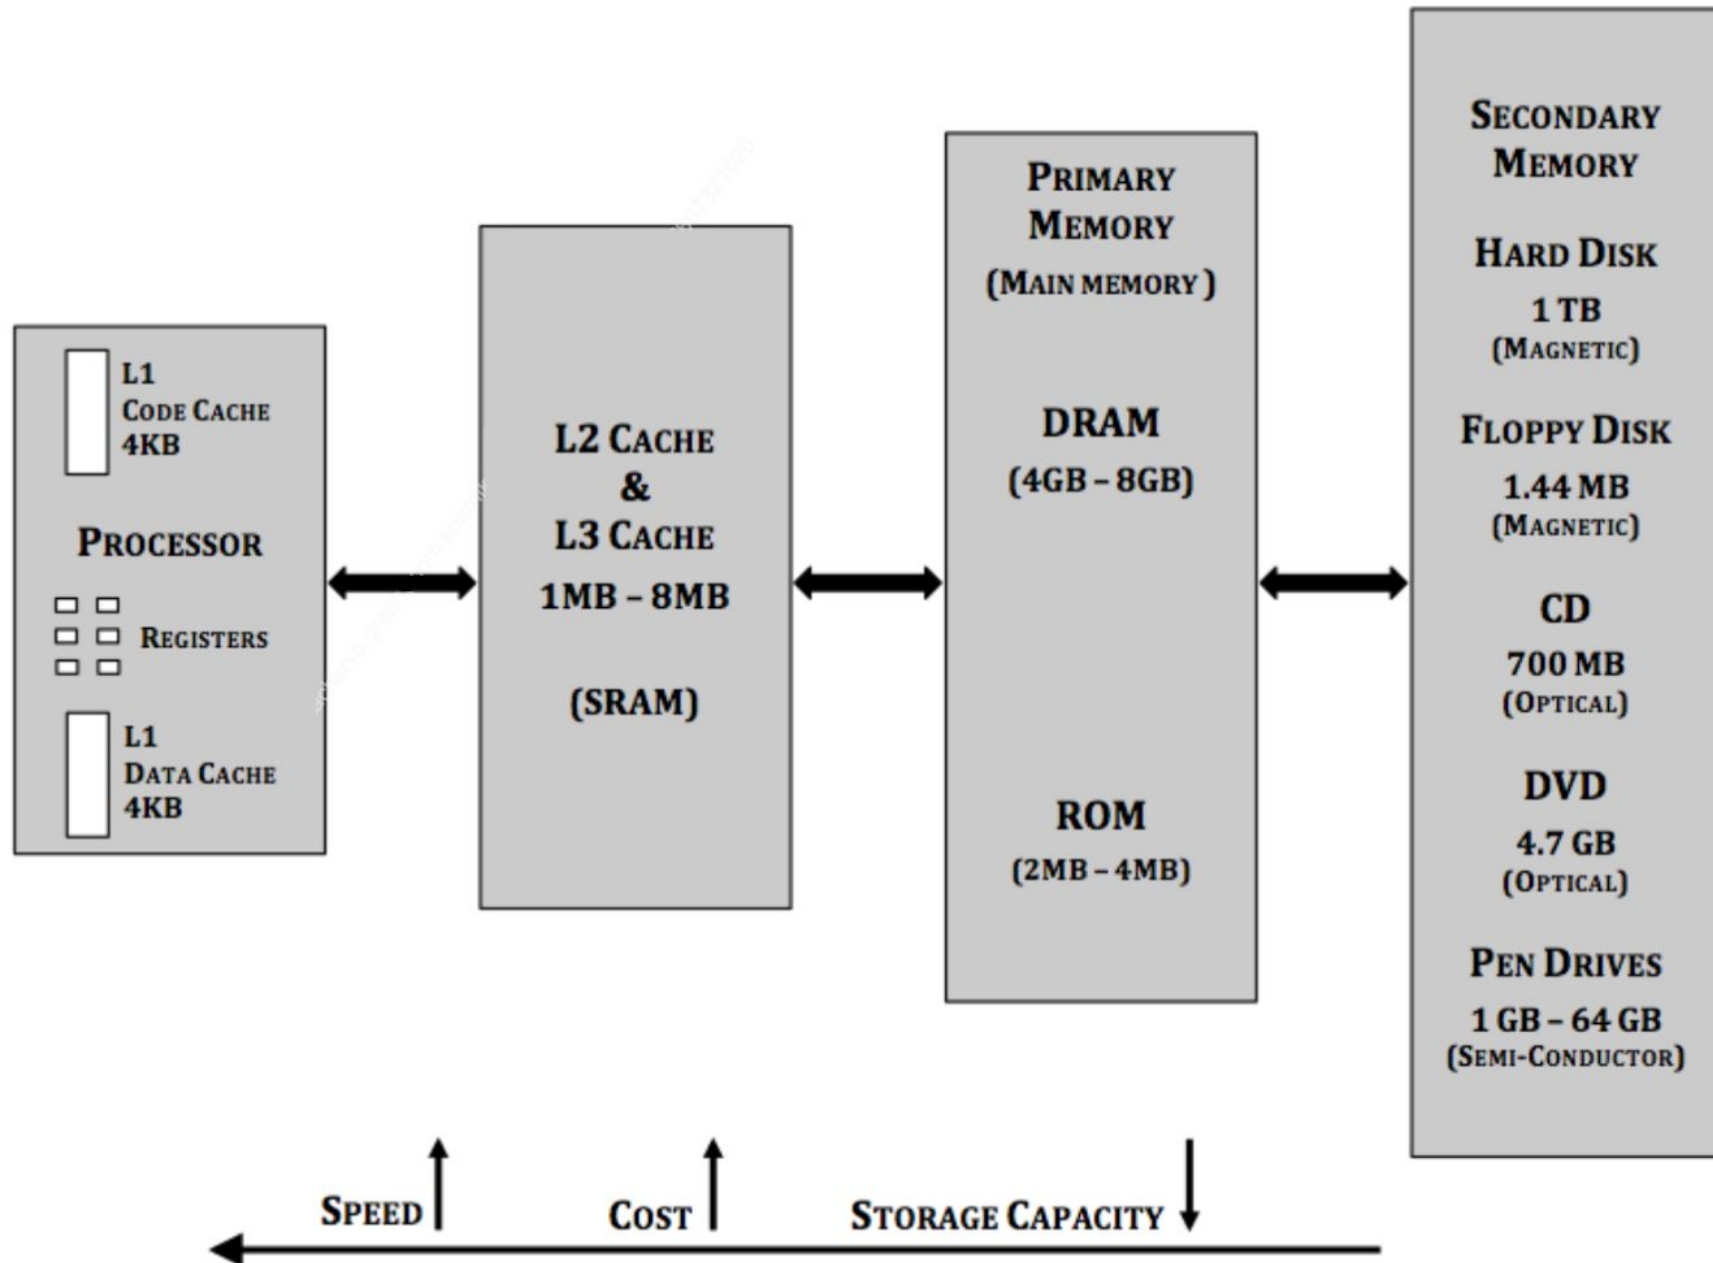 L1
CODE CACHE
4KB
PROCESSOR
REGISTERS
L1
DATA CACHE
4KB
L2 CACHE
&
L3 CACHE
1MB – 8MB
(SRAM)
PRIMARY
MEMORY
(MAIN MEMORY )
DRAM
(4GB – 8GB)
ROM
(2MB – 4MB)
SECONDARY
MEMORY
HARD DISK
1 TB
(MAGNETIC)
FLOPPY DISK
1.44 MB
(MAGNETIC)
CD
700 MB
(OPTICAL)
DVD
4.7 GB
(OPTICAL)
PEN DRIVES
1 GB – 64 GB
(SEMI-CONDUCTOR)
SPEED
COST
STORAGE CAPACITY